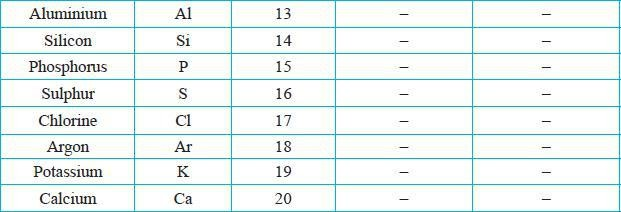 Aluminium Al 13 – –
Silicon Si 14 – –
Phosphorus P 15 – –
Sulphur S 16 – –
Chlorine Cl 17 – –
Argon Ar 18 – –
Potassium K 19 – –
Calcium Ca 20 – –